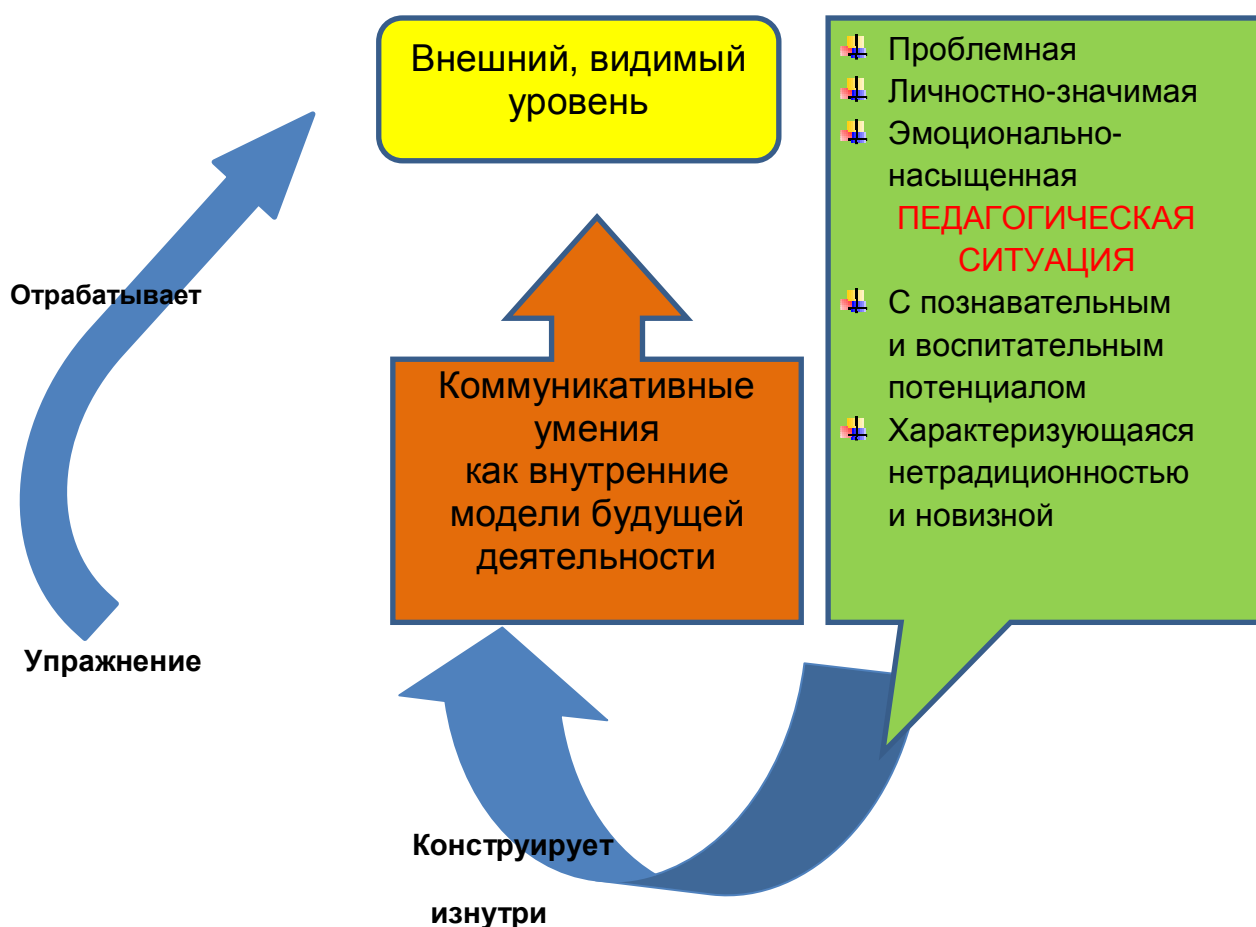 Внешний, видимый
уровень
Проблемная
Личностно-значимая
Эмоционально-
насыщенная
ПЕДАГОГИЧЕСКАЯ
СИТУАЦИЯ
С познавательным
и воспитательным
потенциалом
Характеризующаяся
нетрадиционностью
и новизной
Отрабатывает
Коммуникативные
умения
как внутренние
модели будущей
деятельности
Упражнение
Конструирует
изнутри